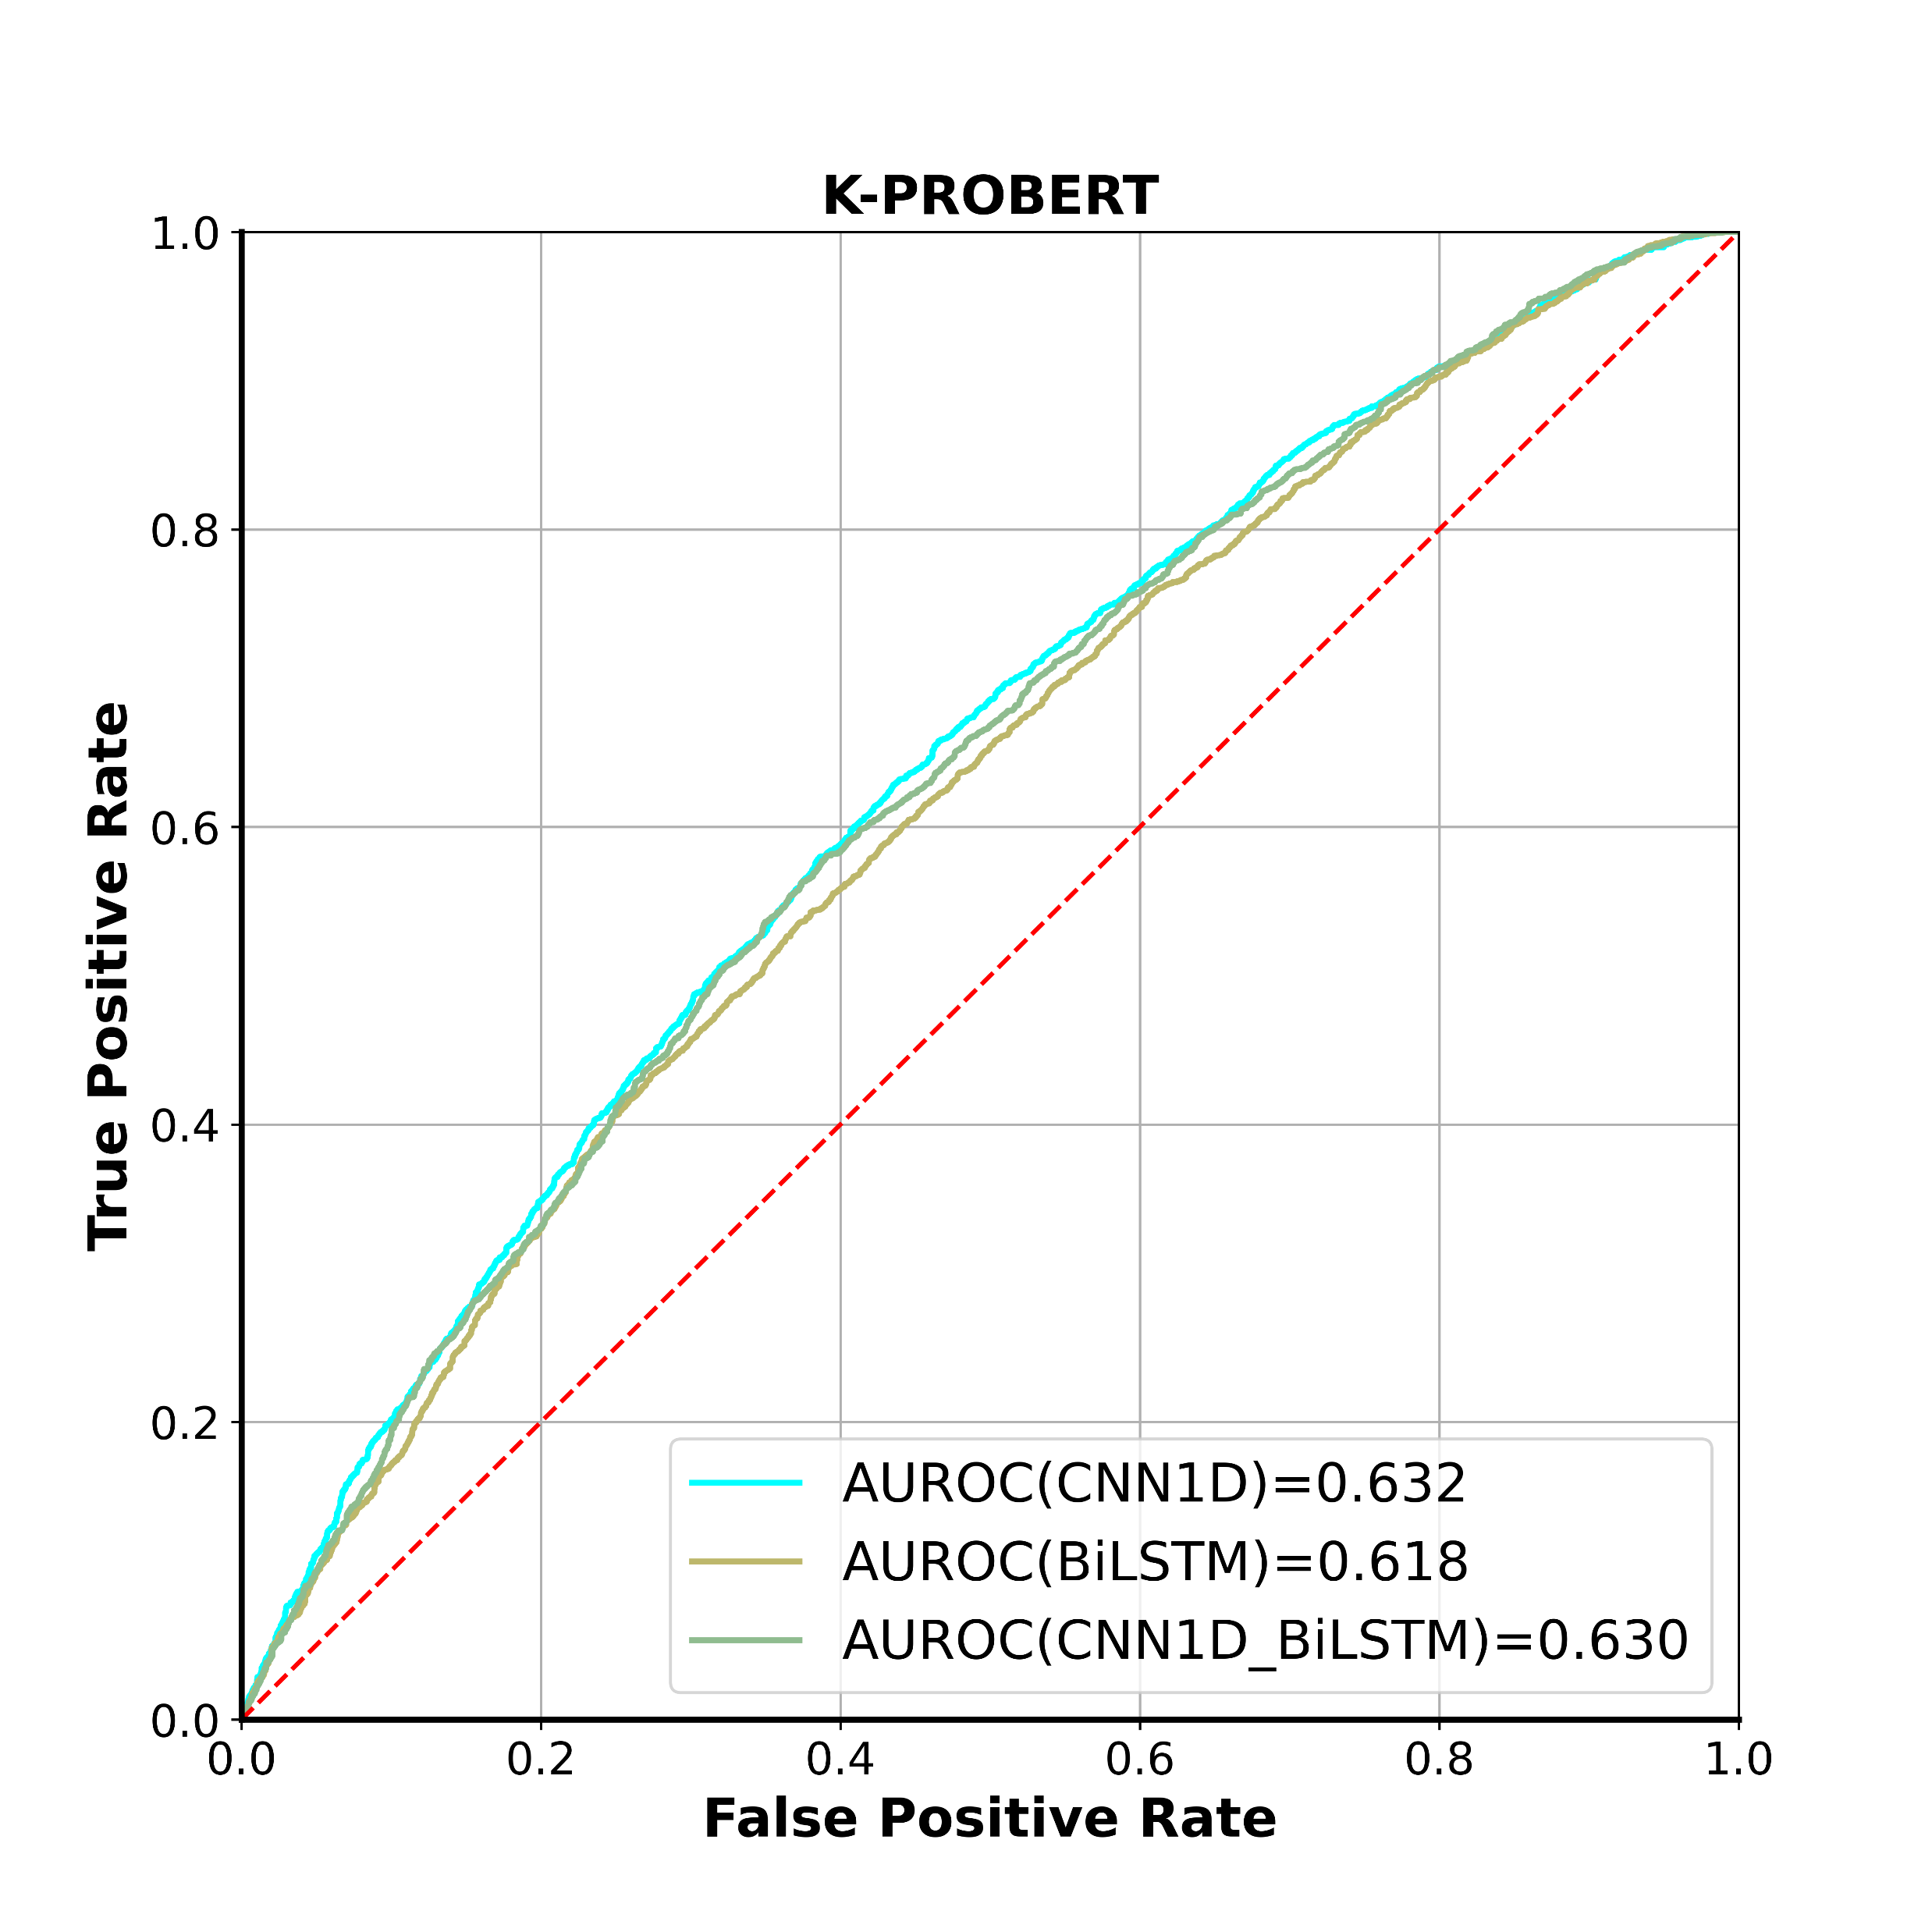 K-PROBERT
1.0
0.8
0.6
0.4
0.2
0.0
True Positive Rate
AUROC(CNN1D)=0.632
AUROC(BiLSTM)=0.618
AUROC(CNN1D_BiLSTM)=0.630
0.0 0.2 0.4 0.6 0.8 1.0
False Positive Rate